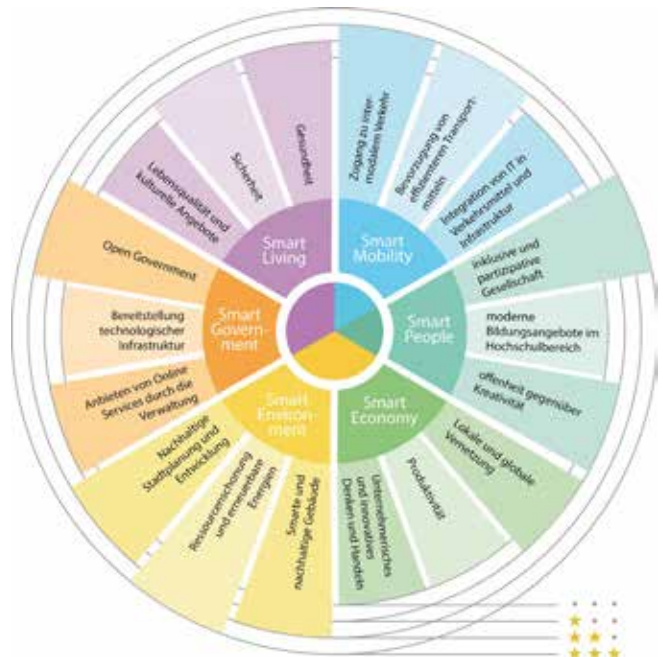 Smart
Living
Gesundheit
Sicherheit
Lebensqualität und
kulturelle Angebote
Smart
Mobility
Zugang zu inter-
modalem Verkehr
Bevorzugung von
effizienteren Transport-
mitteln
Integration von IT in
Verkehrsmittel und
Infrastruktur
Smart
People
inklusive und
partizipative
Gesellschaft
moderne
Bildungsangebote im
Hochschulbereich
offenheit gegenüber
Kreativität
Smart
Economy
Lokale und globale
Vernetzung
Produktivität
Unternehmerisches
und innovatives
Denken und Handeln
Smart
Environ-
ment
Smarte und
nachhaltige Gebäude
Ressourcenschonung
und erneuerbare
Energien
Nachhaltige
Stadtplanung und
Entwicklung
Smart
Govern-
ment
Anbieten von Online
Services durch die
Verwaltung
Bereitstellung
technologischer
Infrastruktur
Open Government